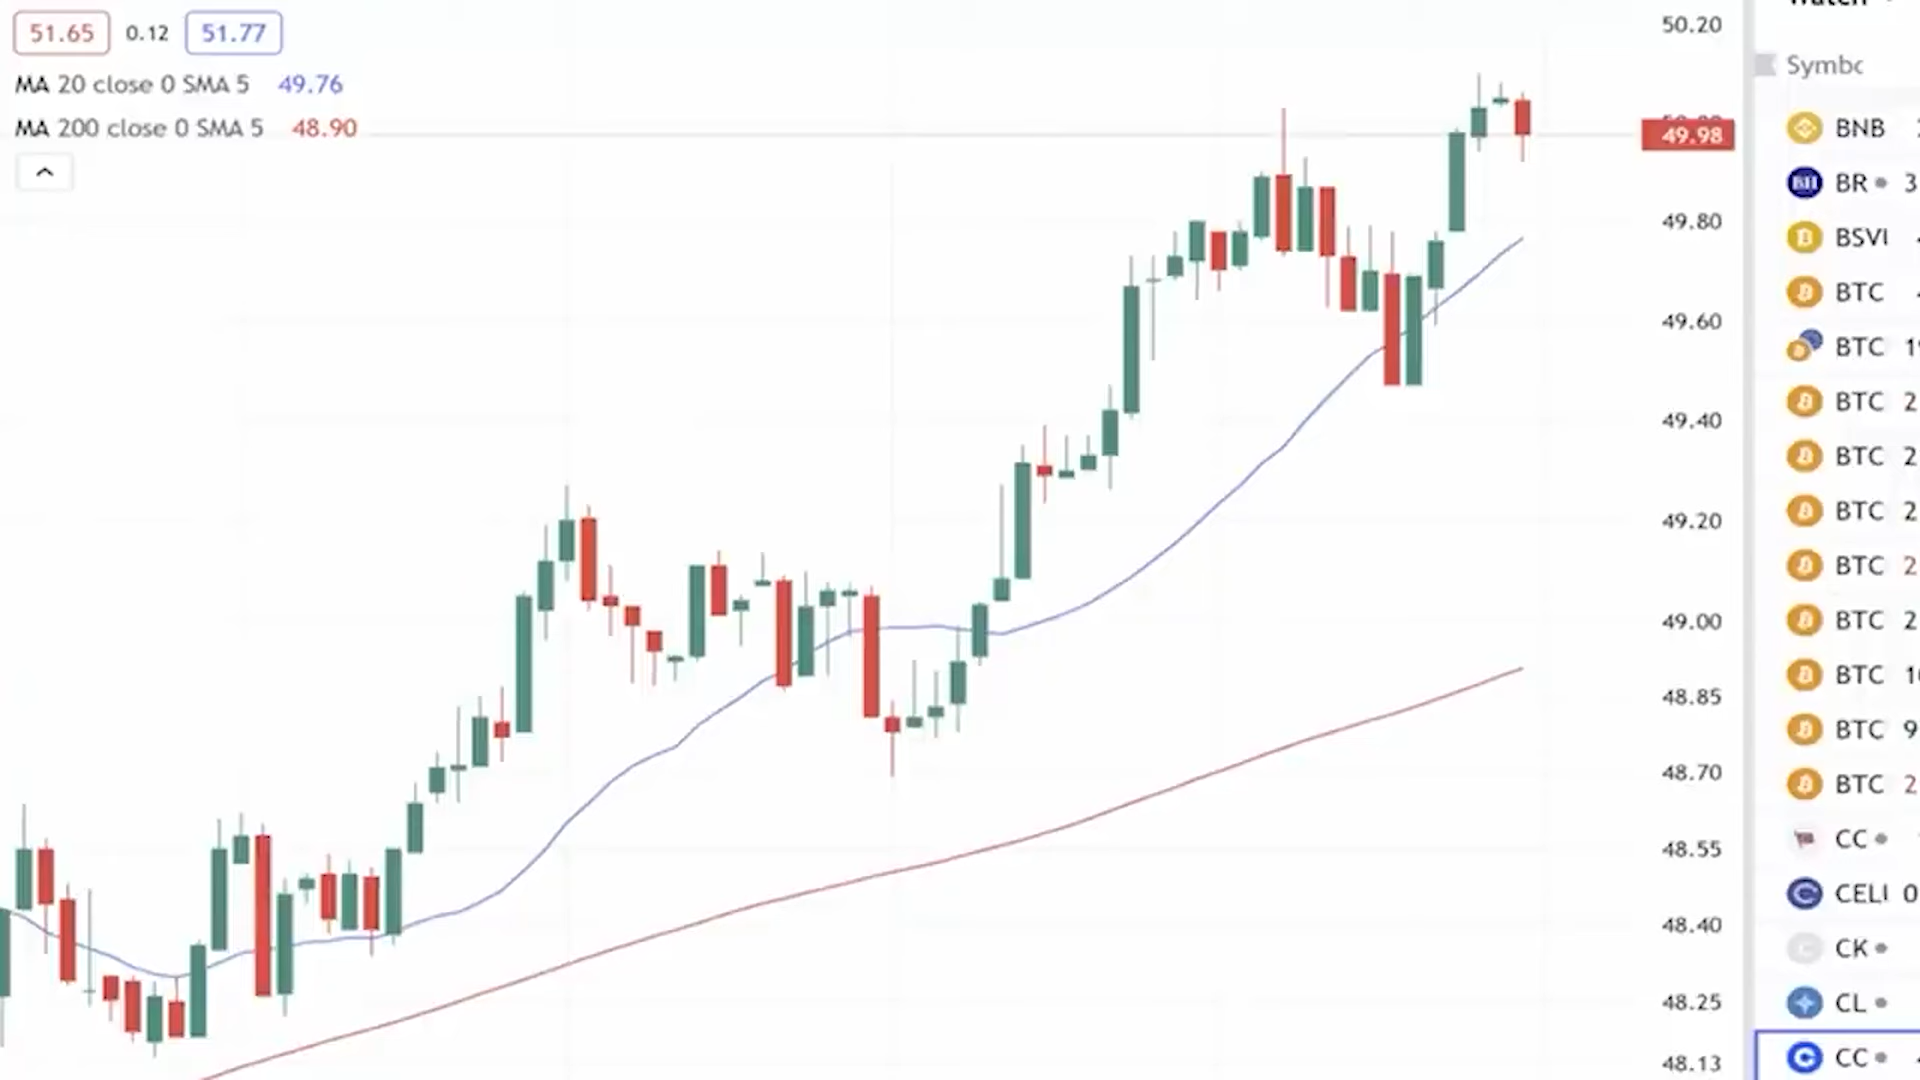 51.65 0.12 51.77
MA 20 close 0 SMA 5 49.76
MA 200 close 0 SMA 5 48.90
50.20
49.98
49.80
49.60
49.40
49.20
49.00
48.85
48.70
48.55
48.40
48.25
48.13
Symbc
BNB
BR 3
BSVI
BTC
BTC 1
BTC 2
BTC 2
BTC 2
BTC 2
BTC 2
BTC 1
BTC 9
BTC 2
CC
CELI 0
CK
CL
CC